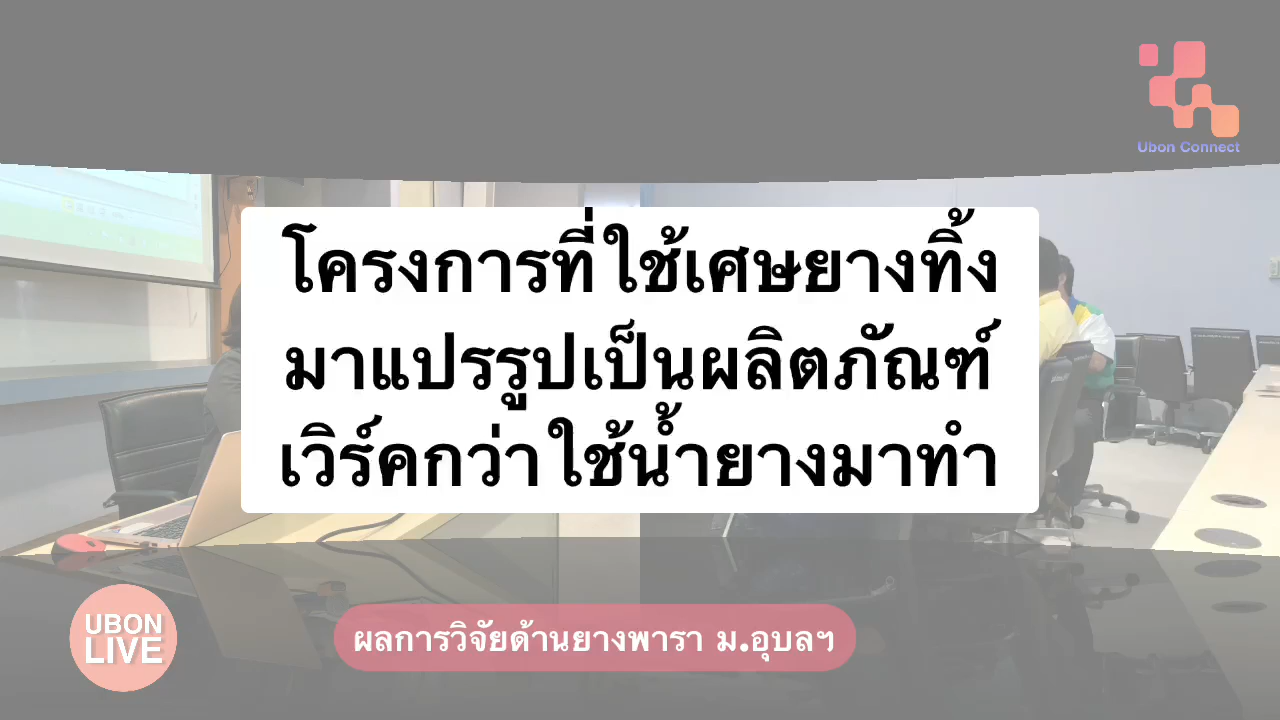 Ubon Connect
โครงการที่ใช้เศษยางทิ้ง
มาแปรรูปเป็นผลิตภัณฑ์
เวิร์คกว่าใช้น้ำยางมาทำ
UBON
LIVE
ผลการวิจัยด้านยางพารา ม.อุบลฯ